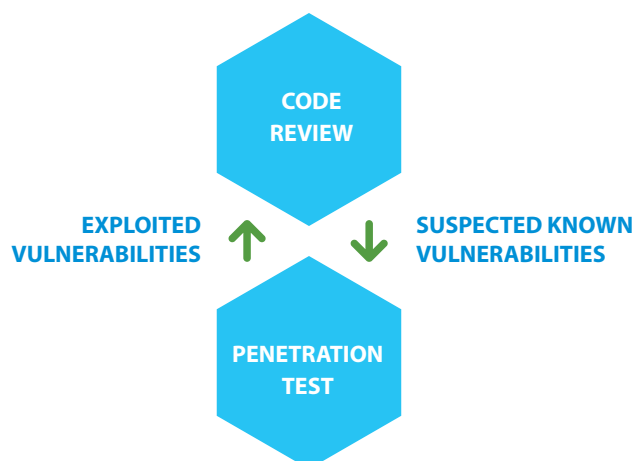 CODE
REVIEW
EXPLOITED
VULNERABILITIES
SUSPECTED KNOWN
VULNERABILITIES
PENETRATION
TEST